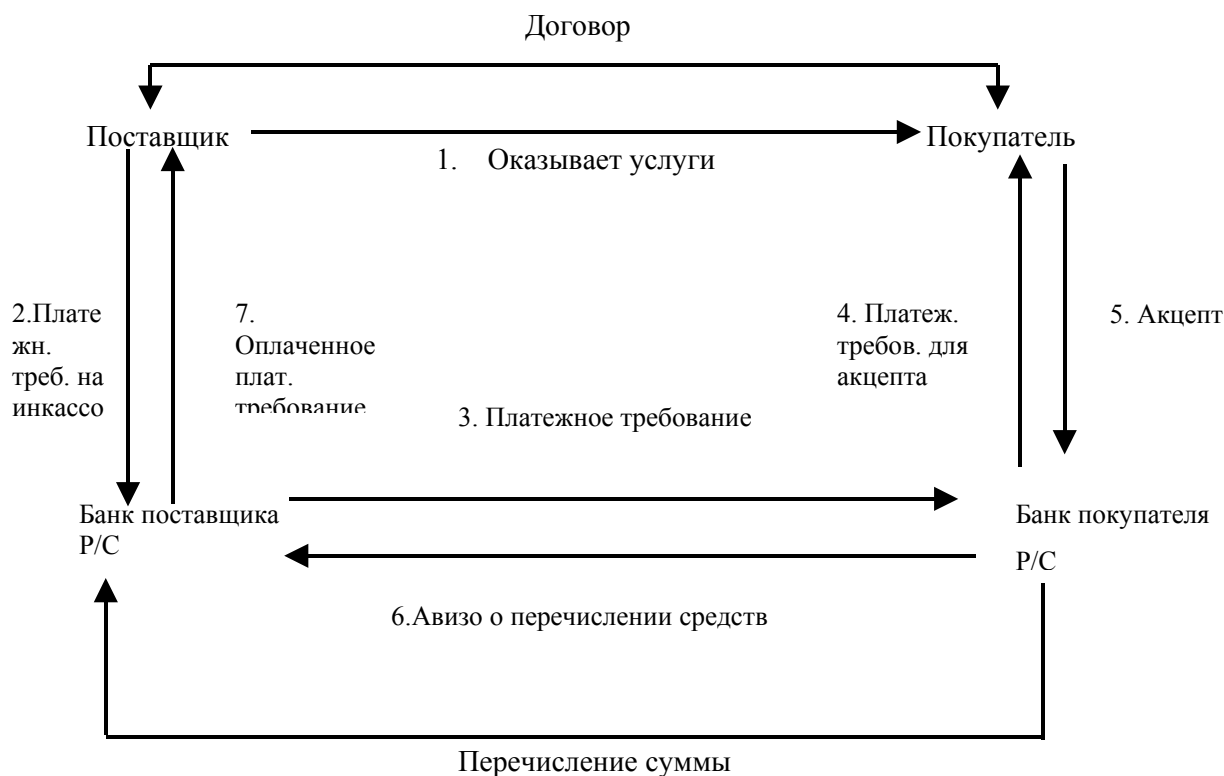 Договор
Поставщик
Покупатель
1. Оказывает услуги
2.Плате
жн.
треб. на
инкассо
7.
Оплаченное
плат.
требование
4. Платеж.
требов. для
акцепта
5. Акцепт
3. Платежное требование
Банк поставщика
Р/С
Банк покупателя
Р/С
6.Авизо о перечислении средств
Перечисление суммы